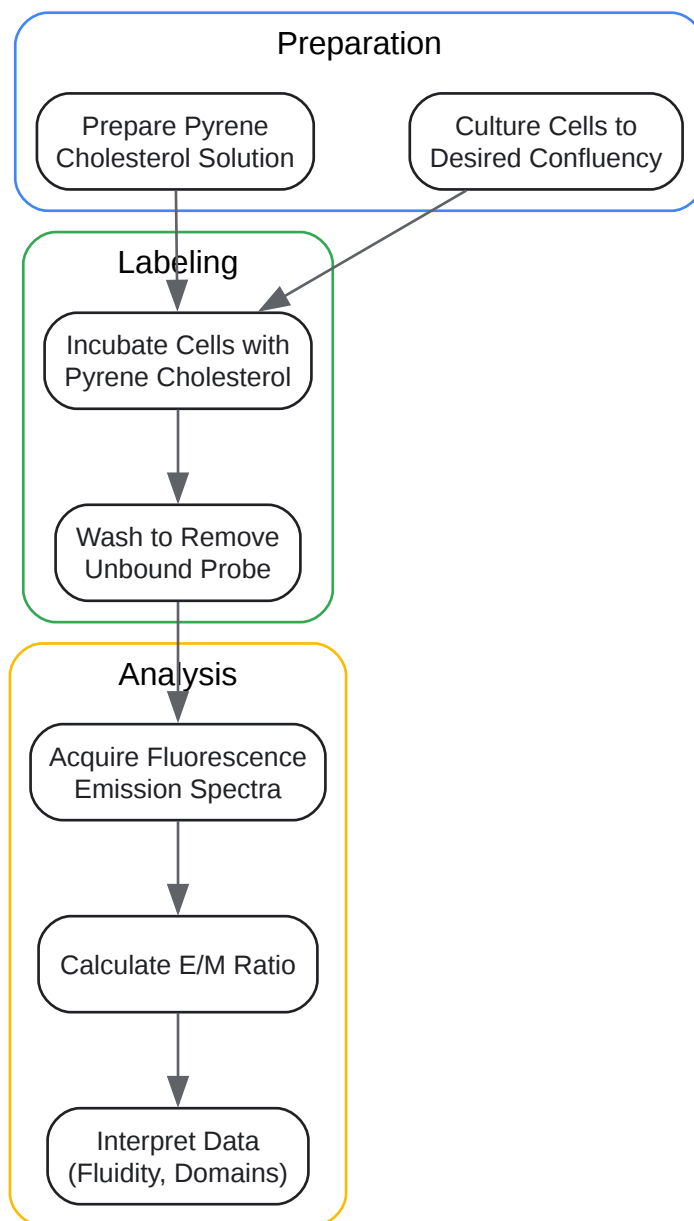 Preparation
Prepare Pyrene
Cholesterol Solution
Culture Cells to
Desired Confluency
Labeling
Incubate Cells with
Pyrene Cholesterol
Wash to Remove
Unbound Probe
Analysis
Acquire Fluorescence
Emission Spectra
Calculate E/M Ratio
Interpret Data
(Fluidity, Domains)